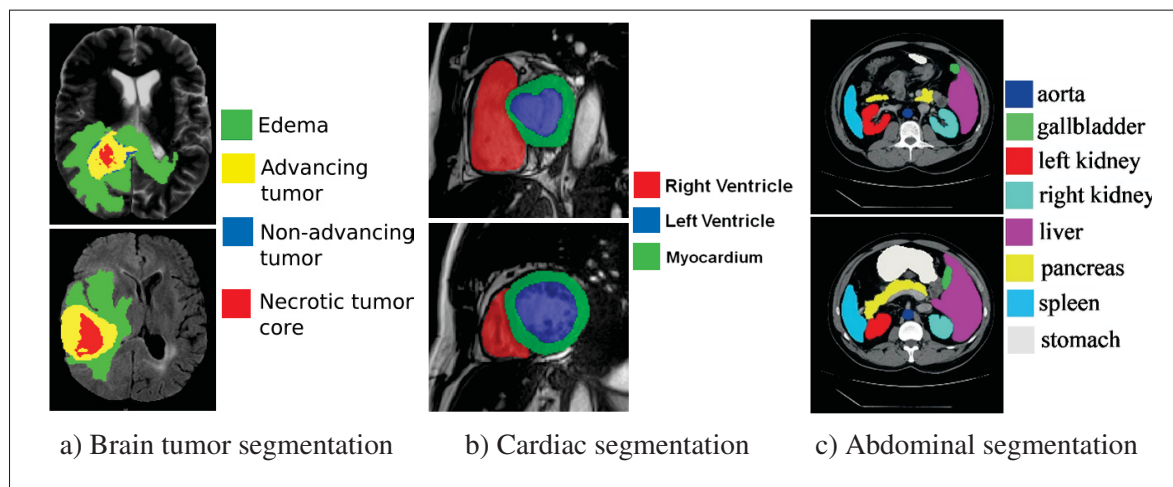 Edema
Advancing
tumor
Non-advancing
tumor
Necrotic tumor
core
Right Ventricle
Left Ventricle
Myocardium
aorta
gallbladder
left kidney
right kidney
liver
pancreas
spleen
stomach
a) Brain tumor segmentation
b) Cardiac segmentation
c) Abdominal segmentation